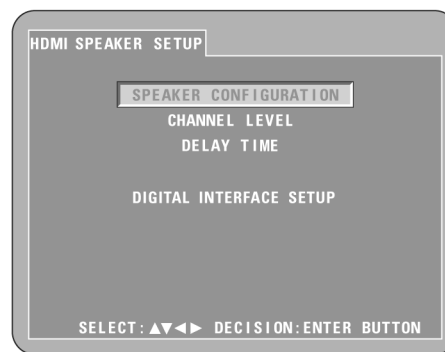 HDMI SPEAKER SETUP
SPEAKER CONFIGURATION
CHANNEL LEVEL
DELAY TIME
DIGITAL INTERFACE SETUP
SELECT:▲▼◀▶ DECISION:ENTER BUTTON